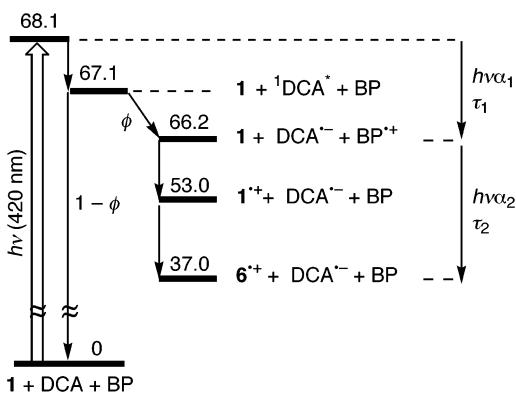 68.1
67.1
1 + ¹DCA* + BP
hνα₁
τ₁
ϕ
66.2
1 + DCA•− + BP•+
hν (420 nm)
1 − ϕ
53.0
1•+ + DCA•− + BP
hνα₂
τ₂
37.0
6•+ + DCA•− + BP
0
1 + DCA + BP